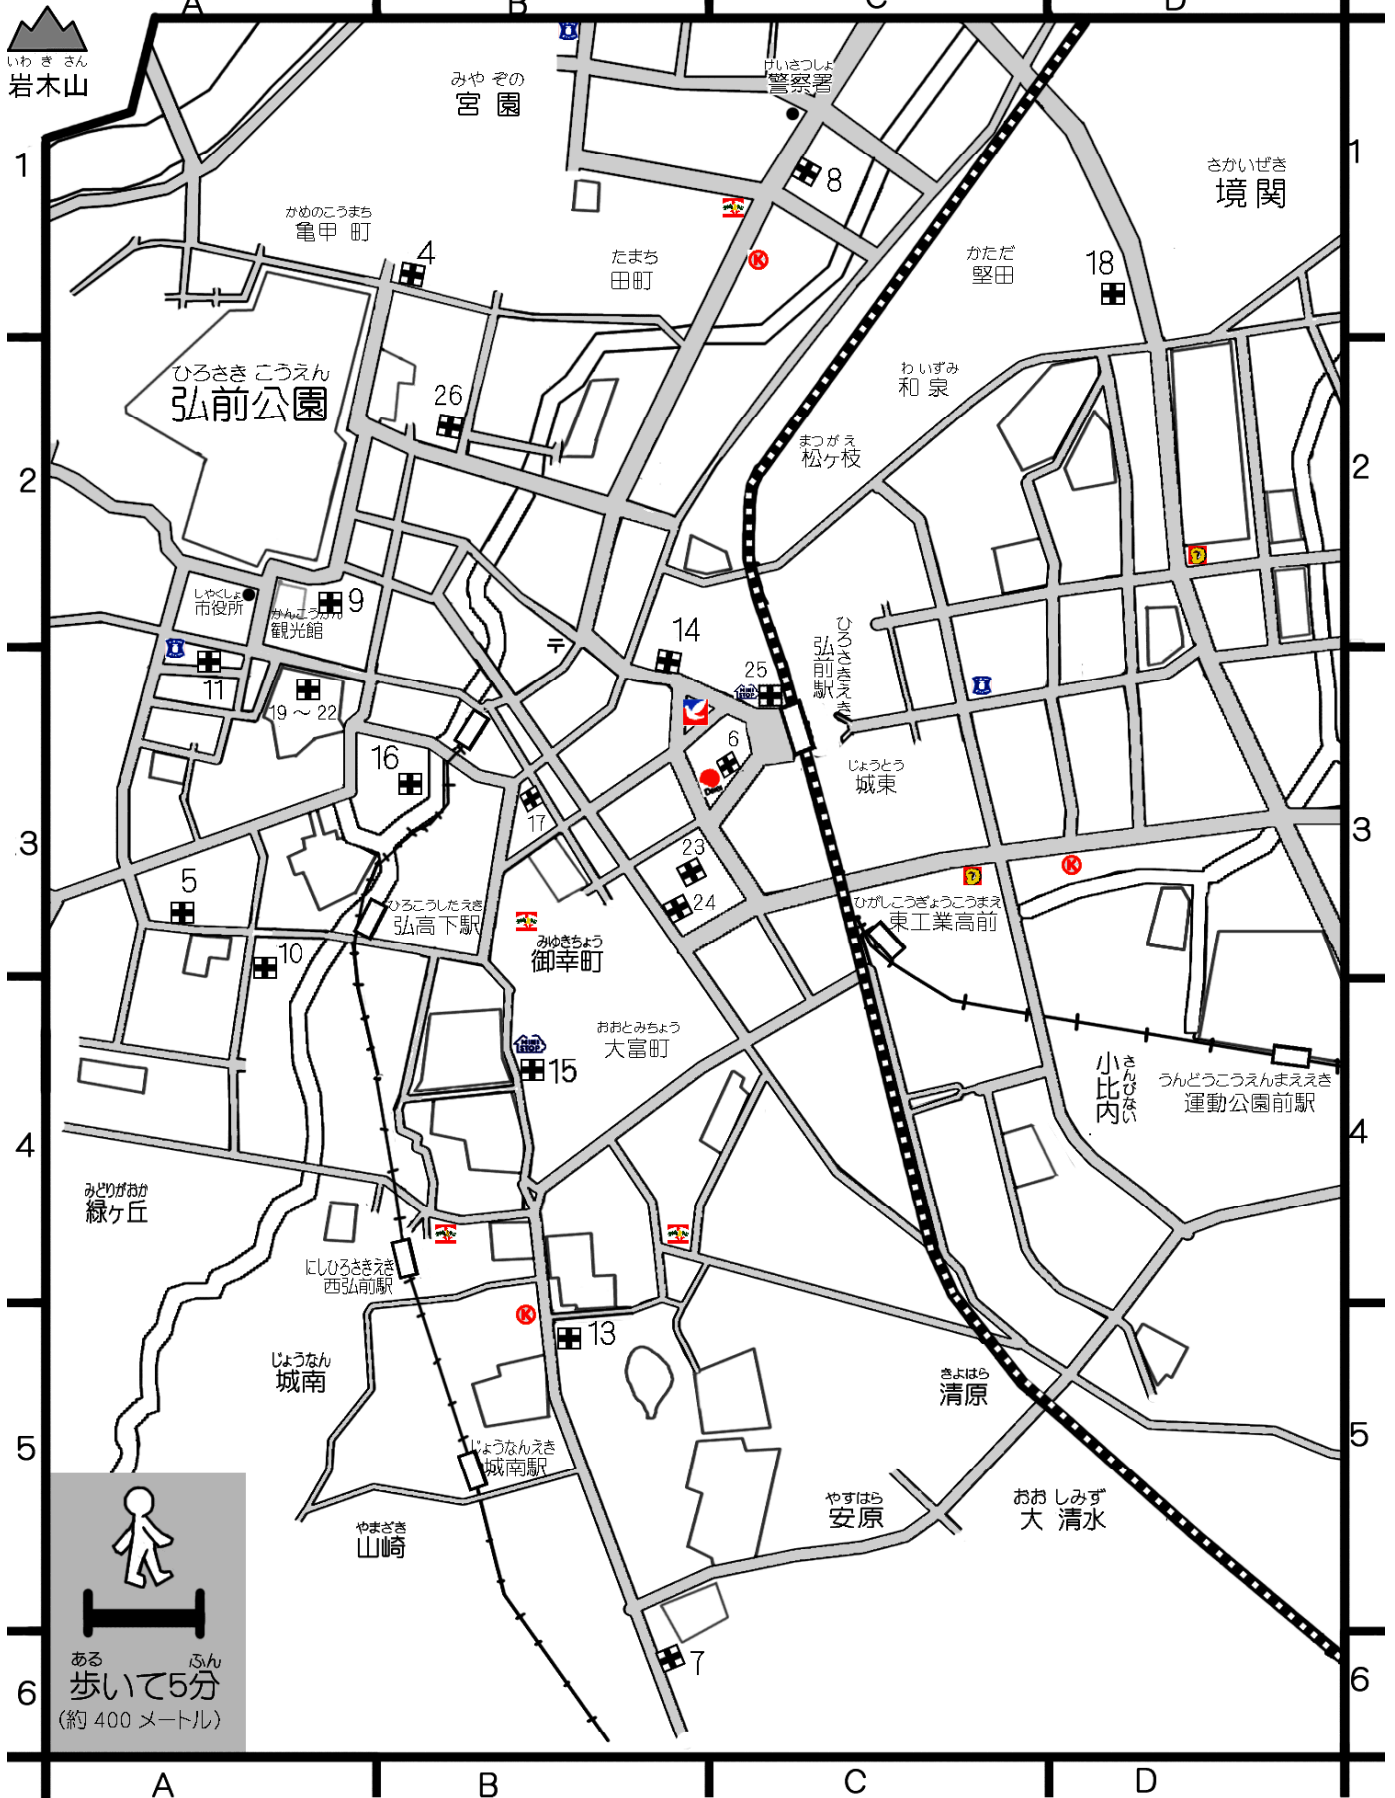 A
B
C
D
いわ き さん
岩木山
みや ぞの
宮 園
けいさつしょ
警察署
1
1
8
さかいぜき
境 関
かめのこうまち
亀甲 町
4
たまち
田町
かただ
堅田
18
ひろさき こうえん
弘前公園
わ いずみ
和 泉
26
まつ が え
松ヶ枝
2
2
しやくしょ
市役所
9
かんこうかん
観光館
14
ひろさきえき
弘前駅
11
25
MINI
STOP
19 ～ 22
6
16
じょうとう
城東
17
3
3
23
5
24
ひろこうしたえき
弘高下駅
ひがしこうぎょうこうまえ
東工業高前
10
みゆきちょう
御幸町
おおとみちょう
大富町
MINI
STOP
15
さんぴない
小比内
うんどうこうえんまええき
運動公園前駅
4
4
みどりがおか
緑ヶ丘
にしひろさきえき
西弘前駅
13
じょうなん
城南
きよはら
清原
5
5
じょうなんえき
城南駅
やすはら
安原
おお しみず
大 清水
やまざき
山崎
ある ふん
歩いて5分
(約 400 メートル)
7
6
6
A
B
C
D